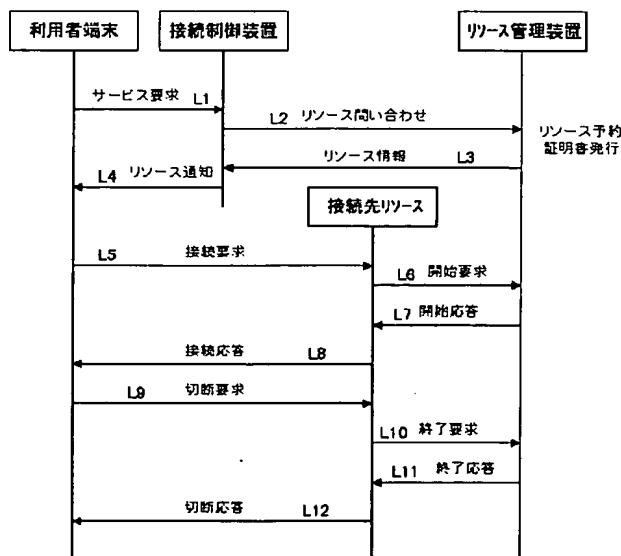 利用者端末 接続制御装置 リソース管理装置
サービス要求 L1
L2 リソース問い合わせ
リソース予約
証明書発行
リソース情報 L3
L4 リソース通知
接続先リソース
L5 接続要求
L6 開始要求
L7 開始応答
接続応答 L8
L9 切断要求
L10 終了要求
L11 終了応答
切断応答 L12